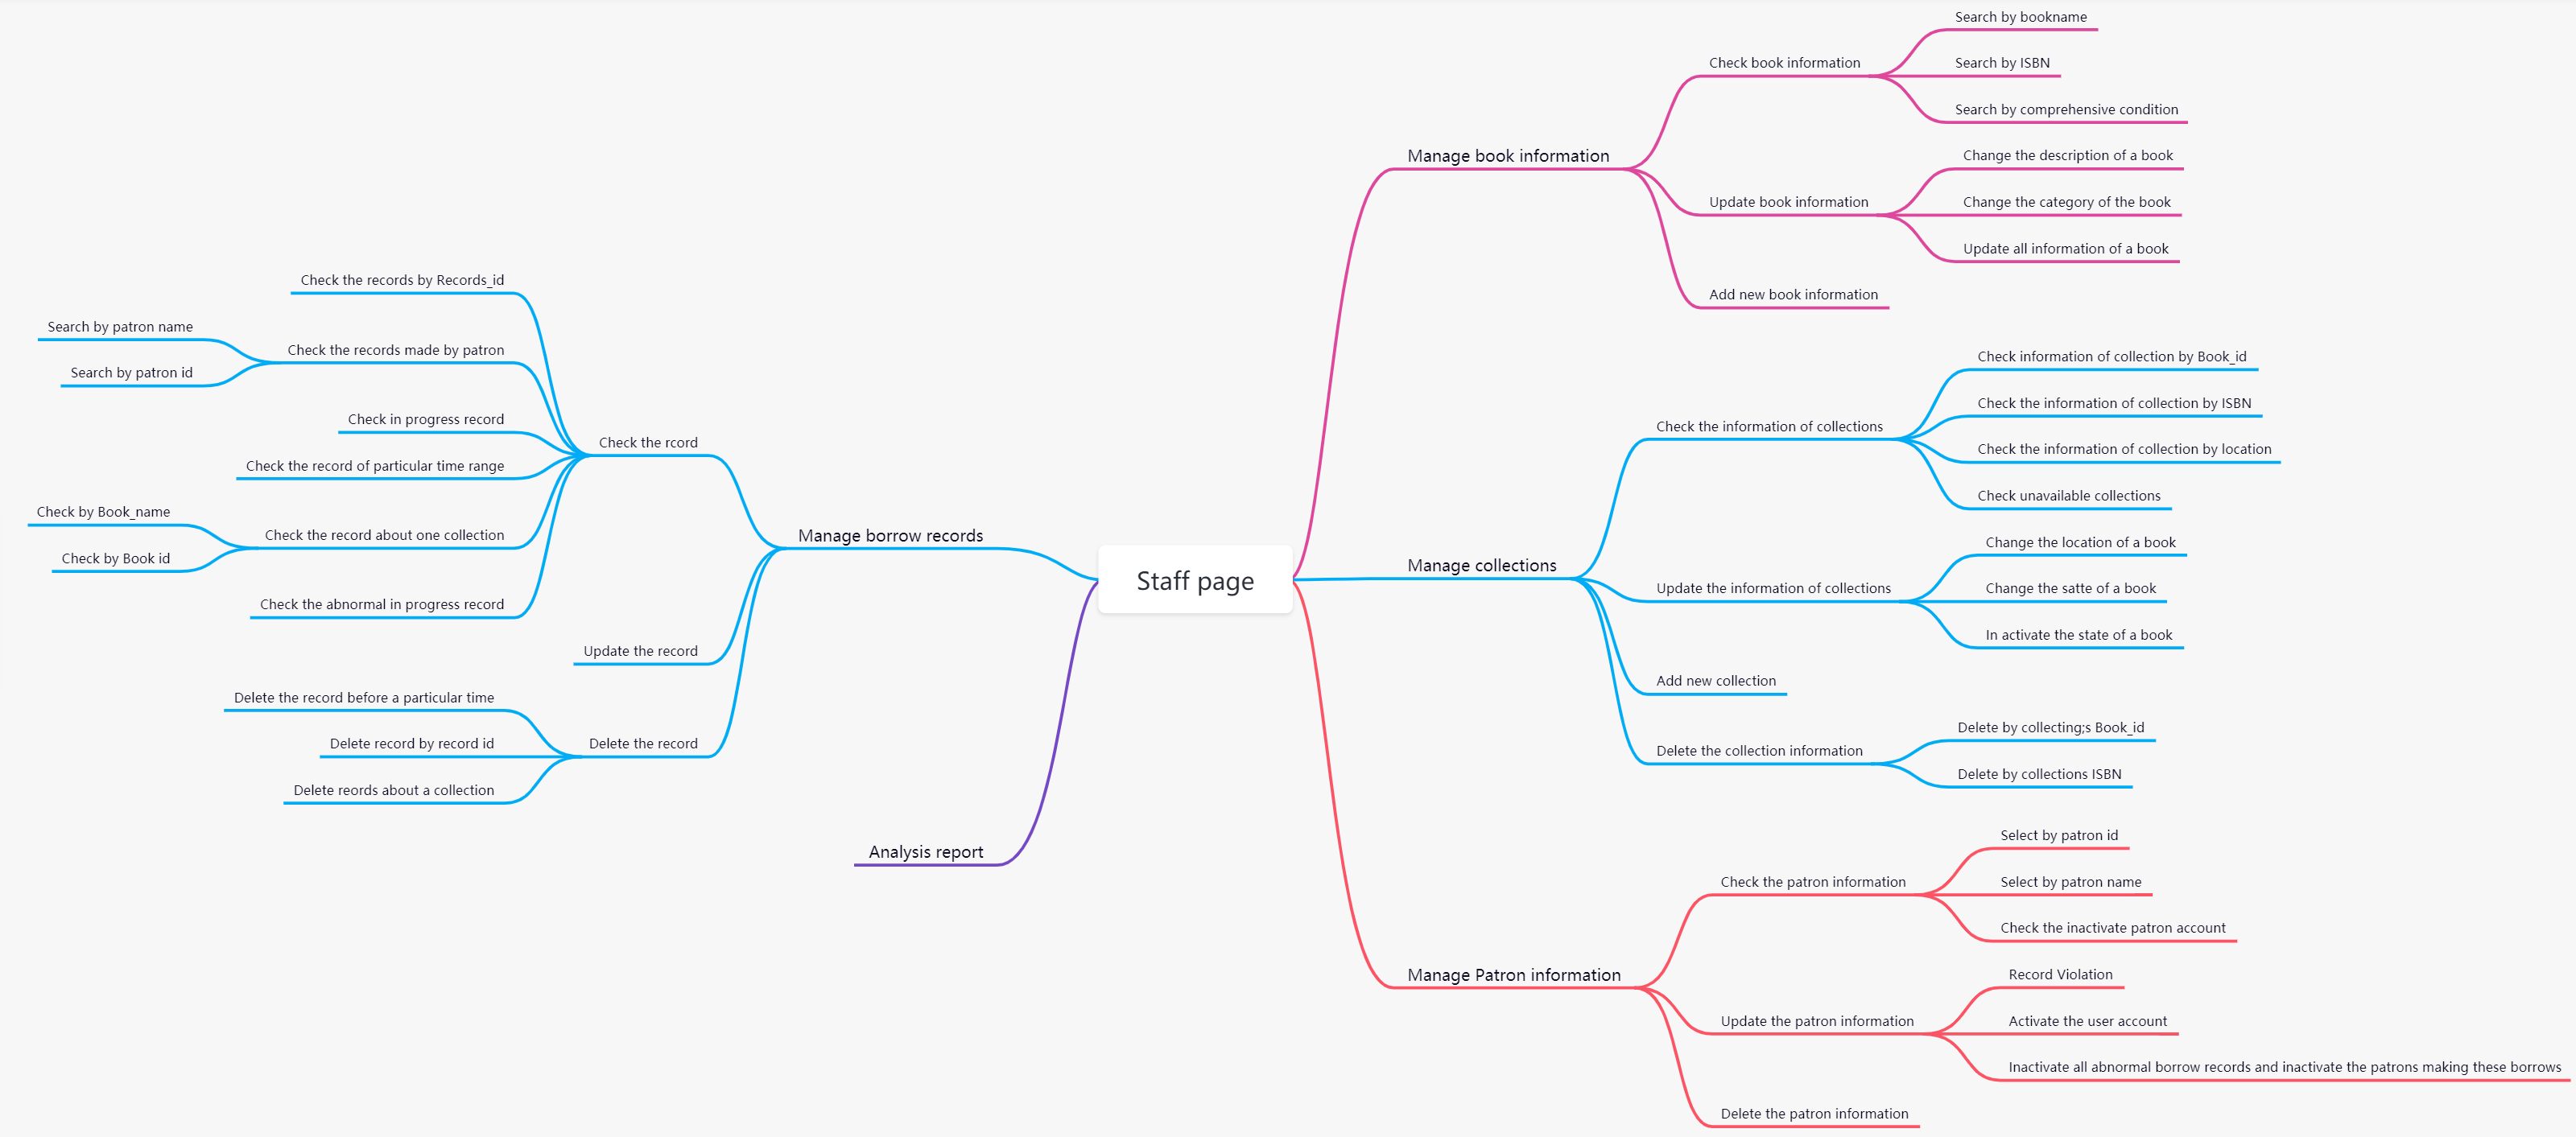 Staff page
Manage book information
Check book information
Search by bookname
Search by ISBN
Search by comprehensive condition
Update book information
Change the description of a book
Change the category of the book
Update all information of a book
Add new book information
Manage collections
Check the information of collections
Check information of collection by Book_id
Check the information of collection by ISBN
Check the information of collection by location
Check unavailable collections
Update the information of collections
Change the location of a book
Change the satte of a book
In activate the state of a book
Add new collection
Delete the collection information
Delete by collecting;s Book_id
Delete by collections ISBN
Manage Patron information
Check the patron information
Select by patron id
Select by patron name
Check the inactivate patron account
Update the patron information
Record Violation
Activate the user account
Inactivate all abnormal borrow records and inactivate the patrons making these borrows
Delete the patron information
Manage borrow records
Check the rcord
Check the records by Records_id
Check the records made by patron
Search by patron name
Search by patron id
Check in progress record
Check the record of particular time range
Check the record about one collection
Check by Book_name
Check by Book id
Check the abnormal in progress record
Update the record
Delete the record
Delete the record before a particular time
Delete record by record id
Delete reords about a collection
Analysis report